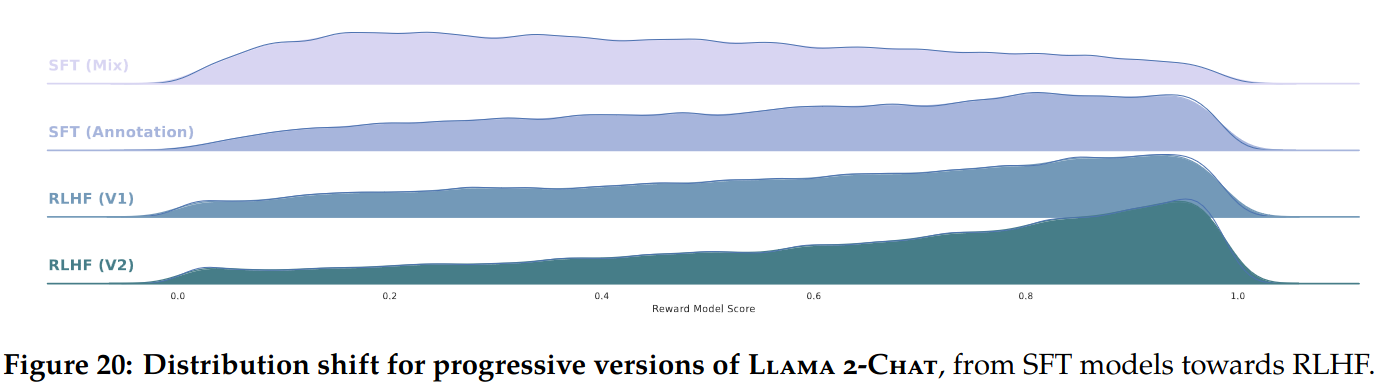 SFT (Mix)
SFT (Annotation)
RLHF (V1)
RLHF (V2)
0.0 0.2 0.4 0.6 0.8 1.0
Reward Model Score
Figure 20: Distribution shift for progressive versions of Llama 2-Chat, from SFT models towards RLHF.